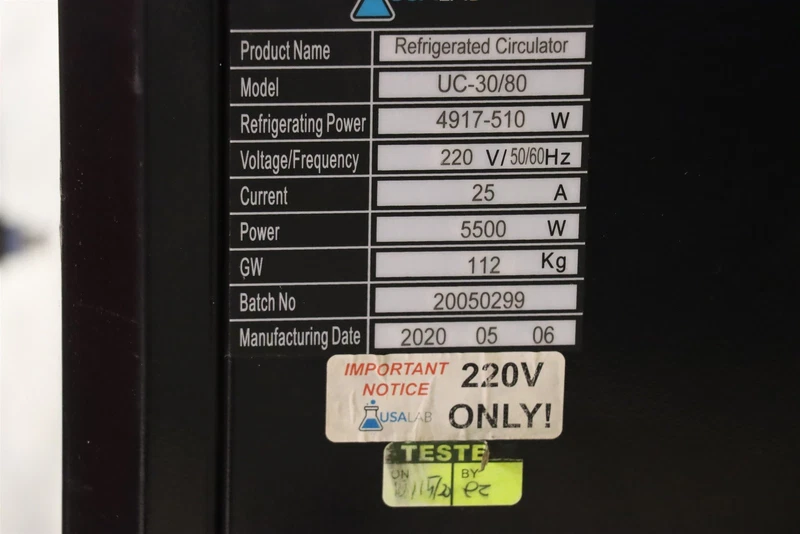 USALAB
Product Name Refrigerated Circulator
Model UC-30/80
Refrigerating Power 4917-510 W
Voltage/Frequency 220 V/50/60Hz
Current 25 A
Power 5500 W
GW 112 Kg
Batch No 20050299
Manufacturing Date 2020 05 06
IMPORTANT NOTICE
220V ONLY!
USALAB
TESTE
ON BY